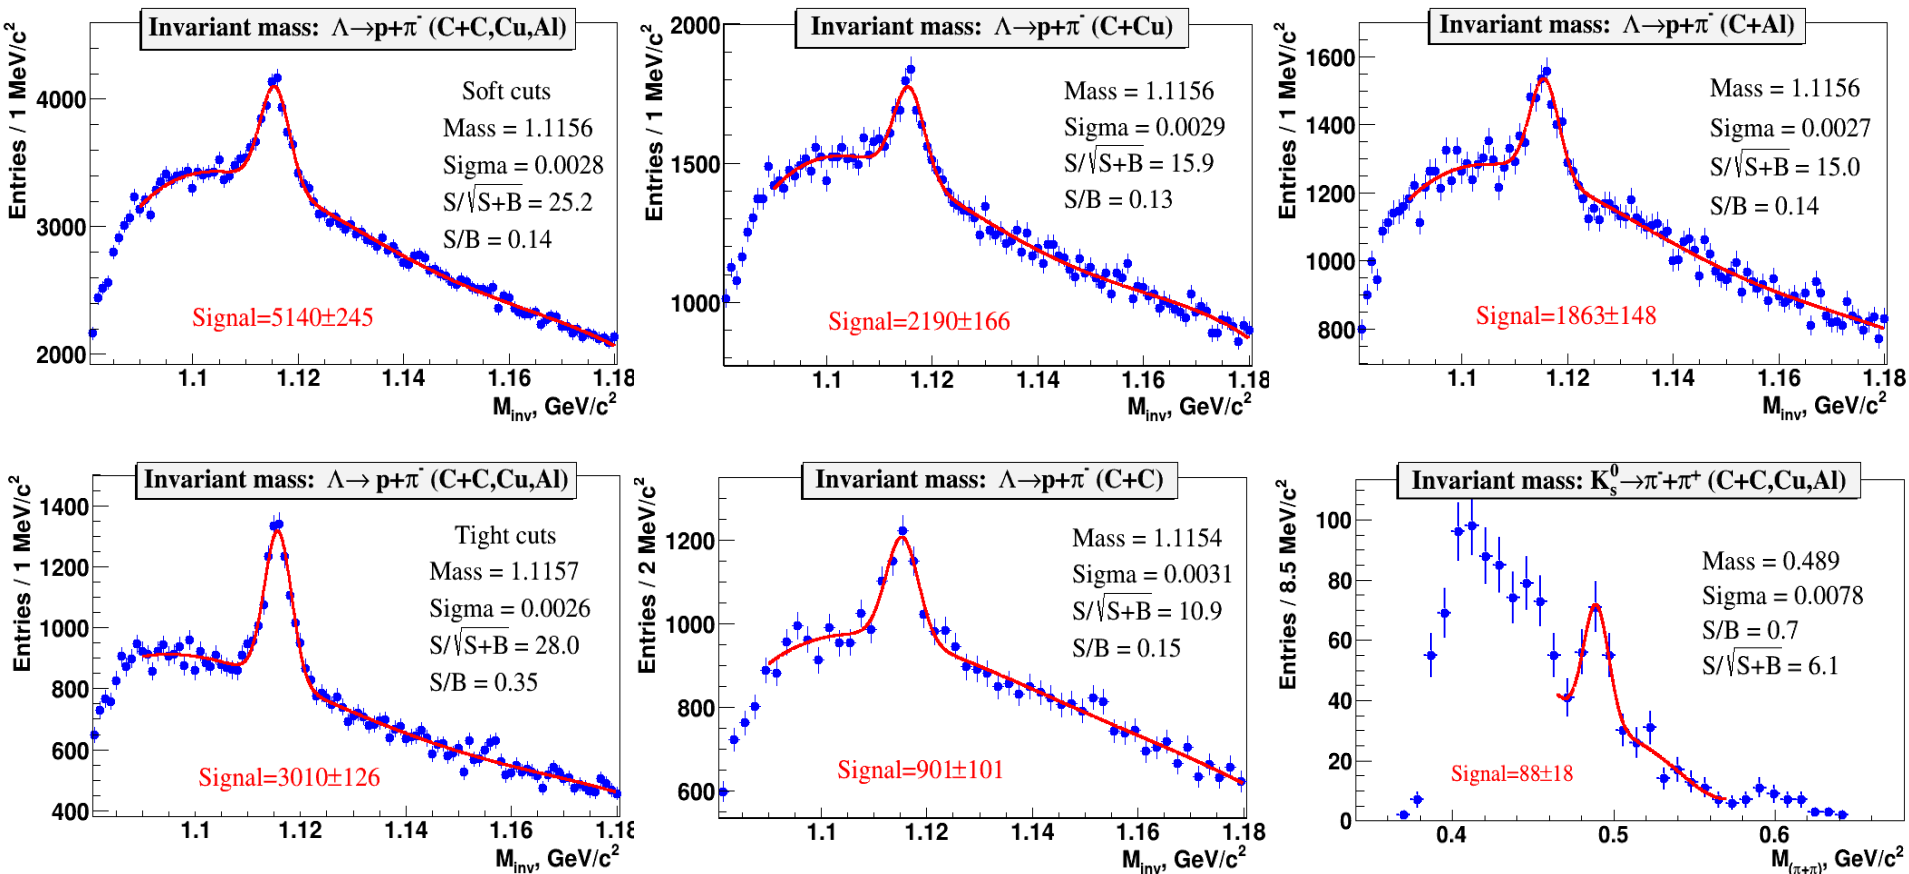 Invariant mass: Λ→p+π⁻ (C+C,Cu,Al)
Entries / 1 MeV/c²
4000
3000
2000
Soft cuts
Mass = 1.1156
Sigma = 0.0028
S/√S+B = 25.2
S/B = 0.14
Signal=5140±245
1.1 1.12 1.14 1.16 1.18
M_inv, GeV/c²
Invariant mass: Λ→p+π⁻ (C+Cu)
Entries / 1 MeV/c²
2000
1500
1000
Mass = 1.1156
Sigma = 0.0029
S/√S+B = 15.9
S/B = 0.13
Signal=2190±166
1.1 1.12 1.14 1.16 1.18
M_inv, GeV/c²
Invariant mass: Λ→p+π⁻ (C+Al)
Entries / 1 MeV/c²
1600
1400
1200
1000
800
Mass = 1.1156
Sigma = 0.0027
S/√S+B = 15.0
S/B = 0.14
Signal=1863±148
1.1 1.12 1.14 1.16 1.18
M_inv, GeV/c²
Invariant mass: Λ→ p+π⁻ (C+C,Cu,Al)
Entries / 1 MeV/c²
1400
1200
1000
800
600
400
Tight cuts
Mass = 1.1157
Sigma = 0.0026
S/√S+B = 28.0
S/B = 0.35
Signal=3010±126
1.1 1.12 1.14 1.16 1.18
M_inv, GeV/c²
Invariant mass: Λ→p+π⁻ (C+C)
Entries / 2 MeV/c²
1200
1000
800
600
Mass = 1.1154
Sigma = 0.0031
S/√S+B = 10.9
S/B = 0.15
Signal=901±101
1.1 1.12 1.14 1.16 1.18
M_inv, GeV/c²
Invariant mass: K⁰_s→π⁻+π⁺ (C+C,Cu,Al)
Entries / 8.5 MeV/c²
100
80
60
40
20
0
Mass = 0.489
Sigma = 0.0078
S/B = 0.7
S/√S+B = 6.1
Signal=88±18
0.4 0.5 0.6
M_(π+π), GeV/c²